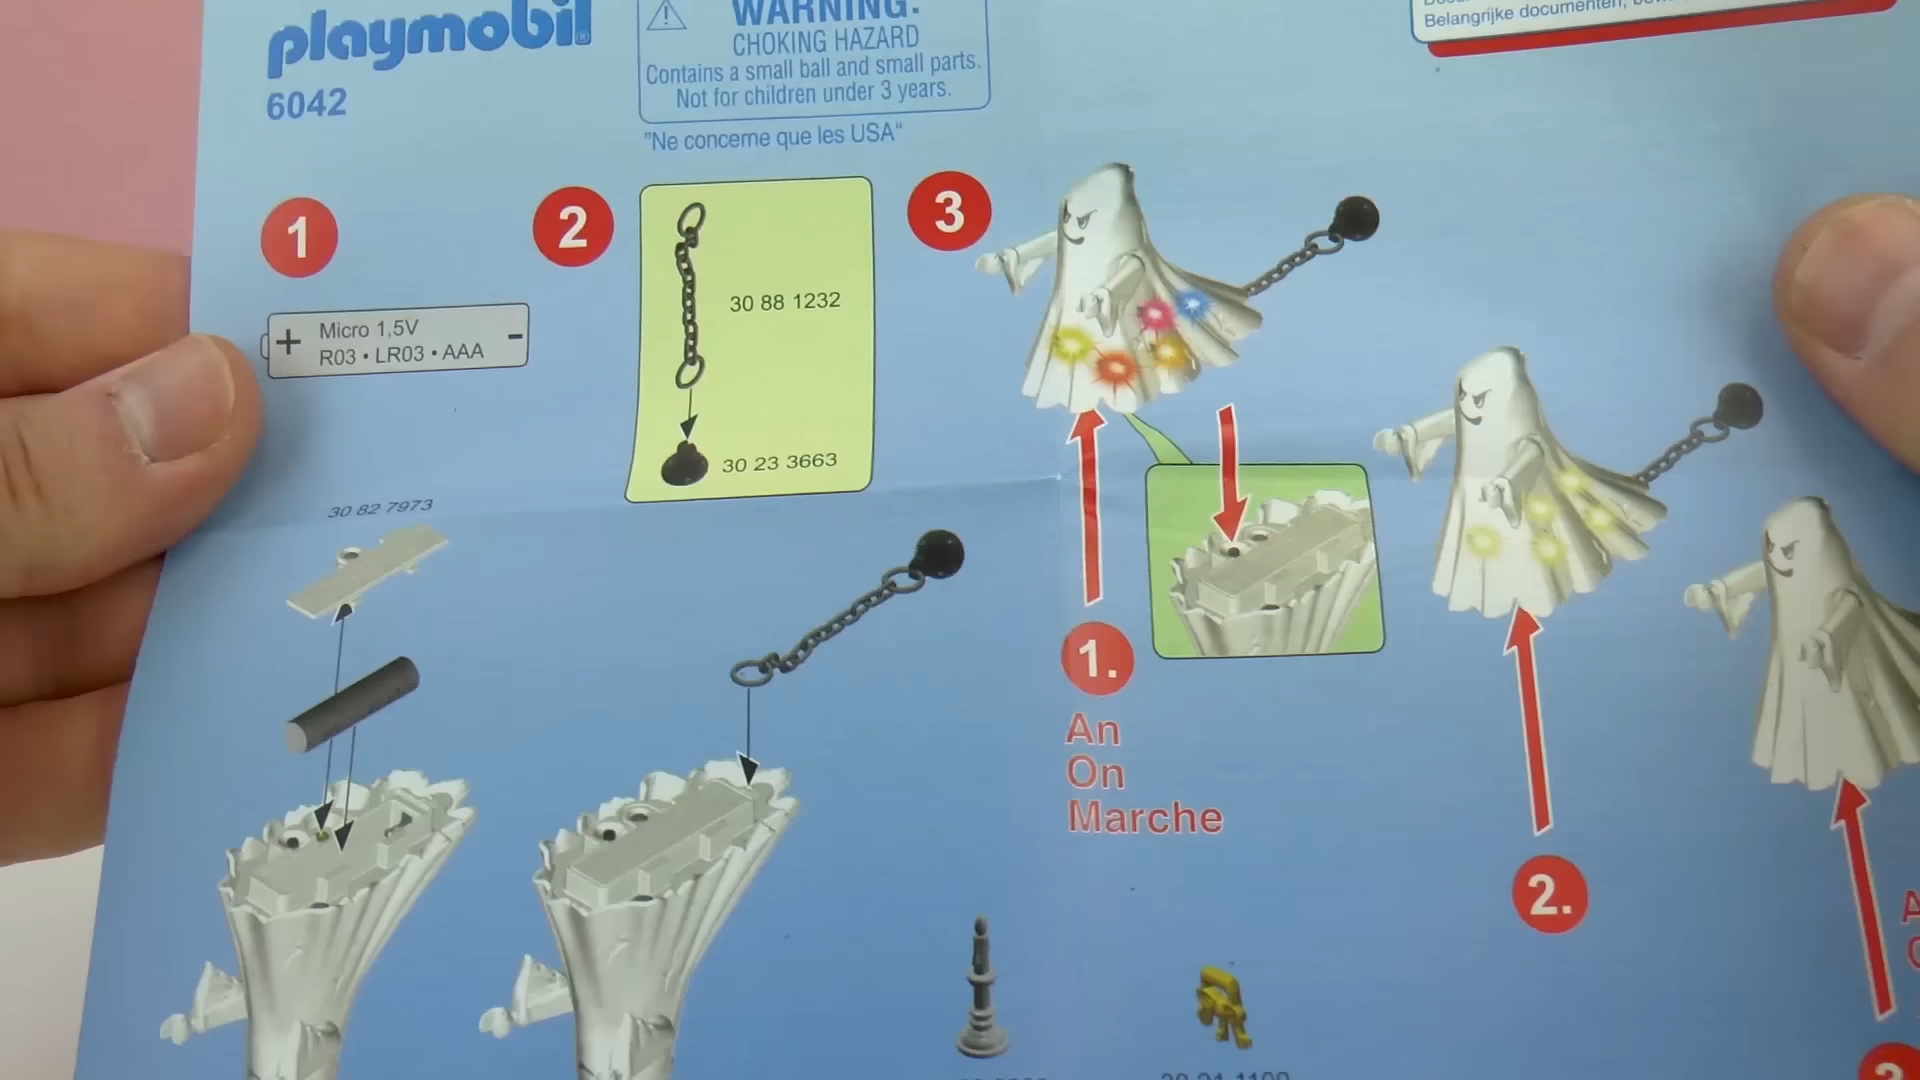 playmobil®
6042
WARNING:
CHOKING HAZARD
Contains a small ball and small parts.
Not for children under 3 years.
"Ne concerne que les USA"
Belangrijke documenten,
1
+ Micro 1,5V -
R03 • LR03 • AAA
2
30 88 1232
30 23 3663
3
30 82 7973
1.
An
On
Marche
2.